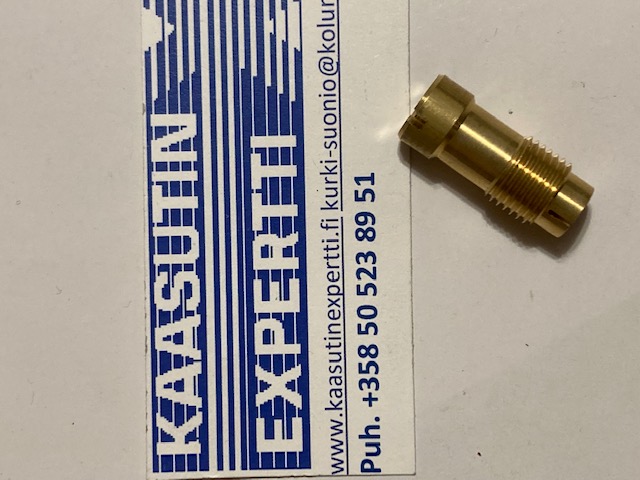 KAASUTIN
EXPERTTI
www.kaasutinexpertti.fi kurki-suonio@kolu
Puh. +358 50 523 89 51